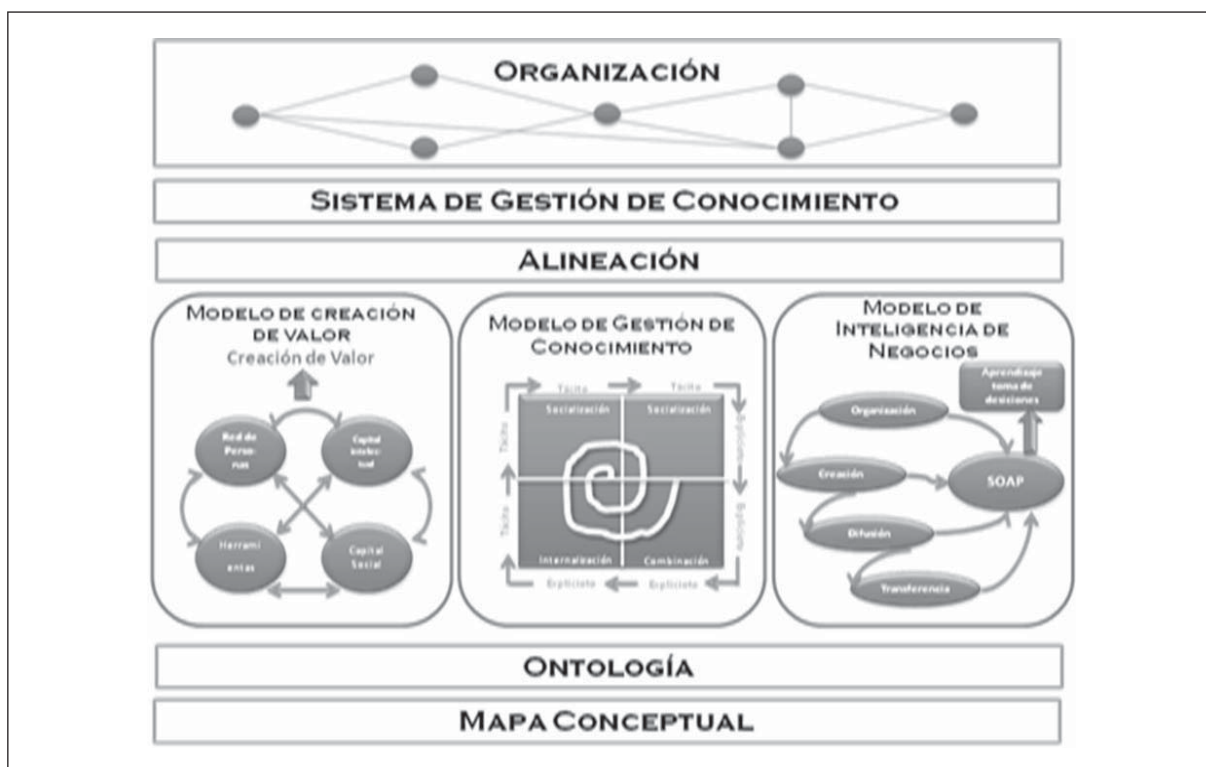 ORGANIZACIÓN
SISTEMA DE GESTIÓN DE CONOCIMIENTO
ALINEACIÓN
MODELO DE CREACIÓN
DE VALOR
Creación de Valor
Red de
Perso-
nas
Capital
Intelec-
tual
Herrami
entas
Capital
Social
MODELO DE GESTIÓN DE
CONOCIMIENTO
Tácito
Tácito
Socialización
Socialización
Tácito
Tácito
Explícito
Explícito
Internalización
Combinación
Explícito
Explícito
MODELO DE
INTELIGENCIA DE
NEGOCIOS
Aprendizaje
toma de
desiciones
Organización
Creación
SOAP
Difusión
Transferencia
ONTOLOGÍA
MAPA CONCEPTUAL